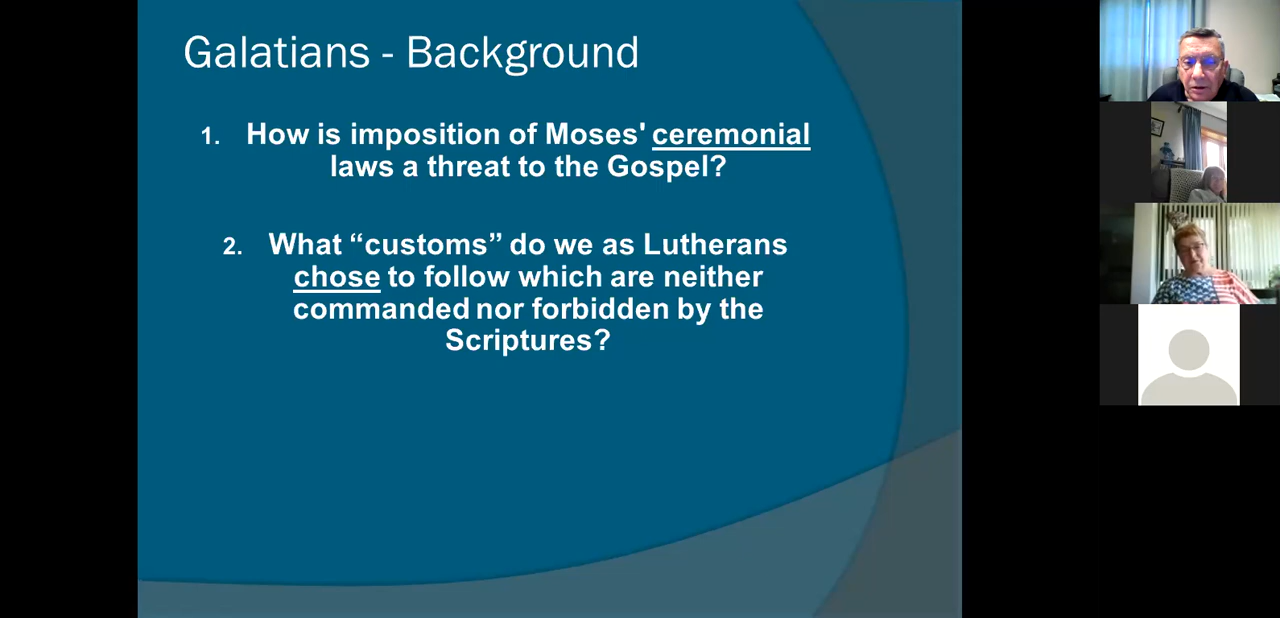 Galatians - Background
1. How is imposition of Moses' ceremonial
laws a threat to the Gospel?
2. What “customs” do we as Lutherans
chose to follow which are neither
commanded nor forbidden by the
Scriptures?